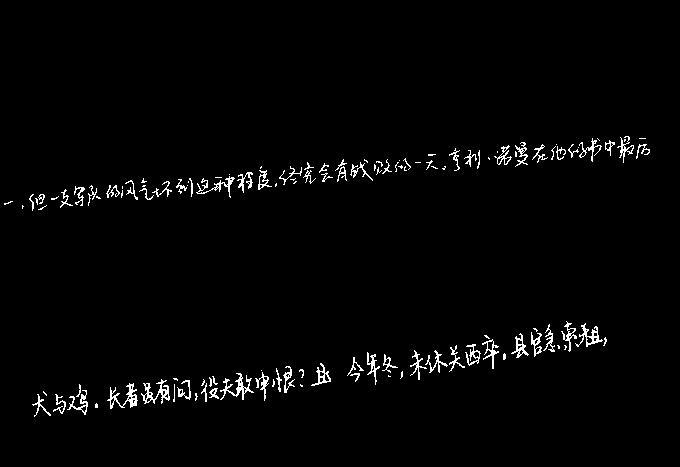 一,但一支军队的风气坏到这种程度,终究会有战败的一天。亨利·诺曼在他的书中最后
犬与鸡。长者虽有问,役夫敢申恨?且 今年冬,未休关西卒。县官急索租,